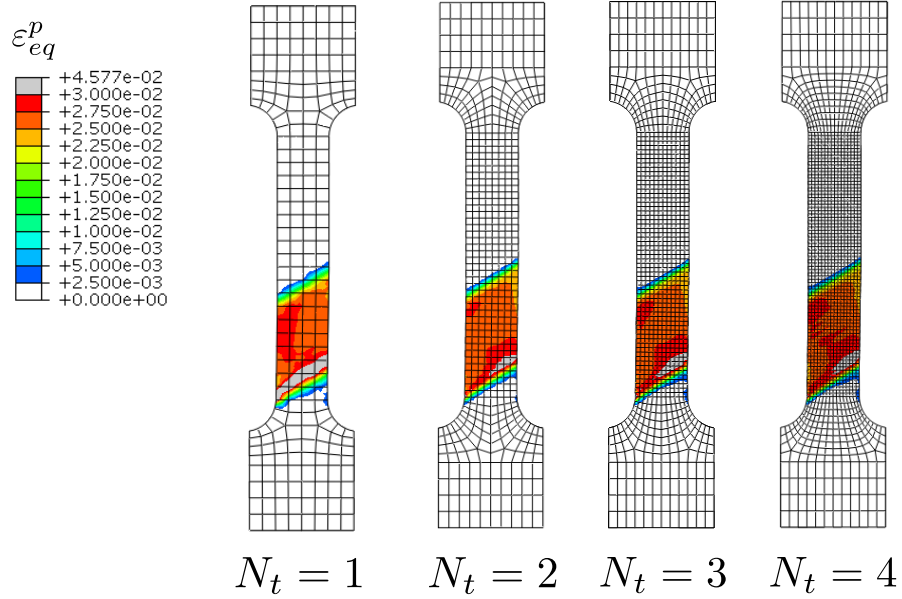 ε^p_eq
+4.577e-02
+3.000e-02
+2.750e-02
+2.500e-02
+2.250e-02
+2.000e-02
+1.750e-02
+1.500e-02
+1.250e-02
+1.000e-02
+7.500e-03
+5.000e-03
+2.500e-03
+0.000e+00
N_t = 1
N_t = 2
N_t = 3
N_t = 4